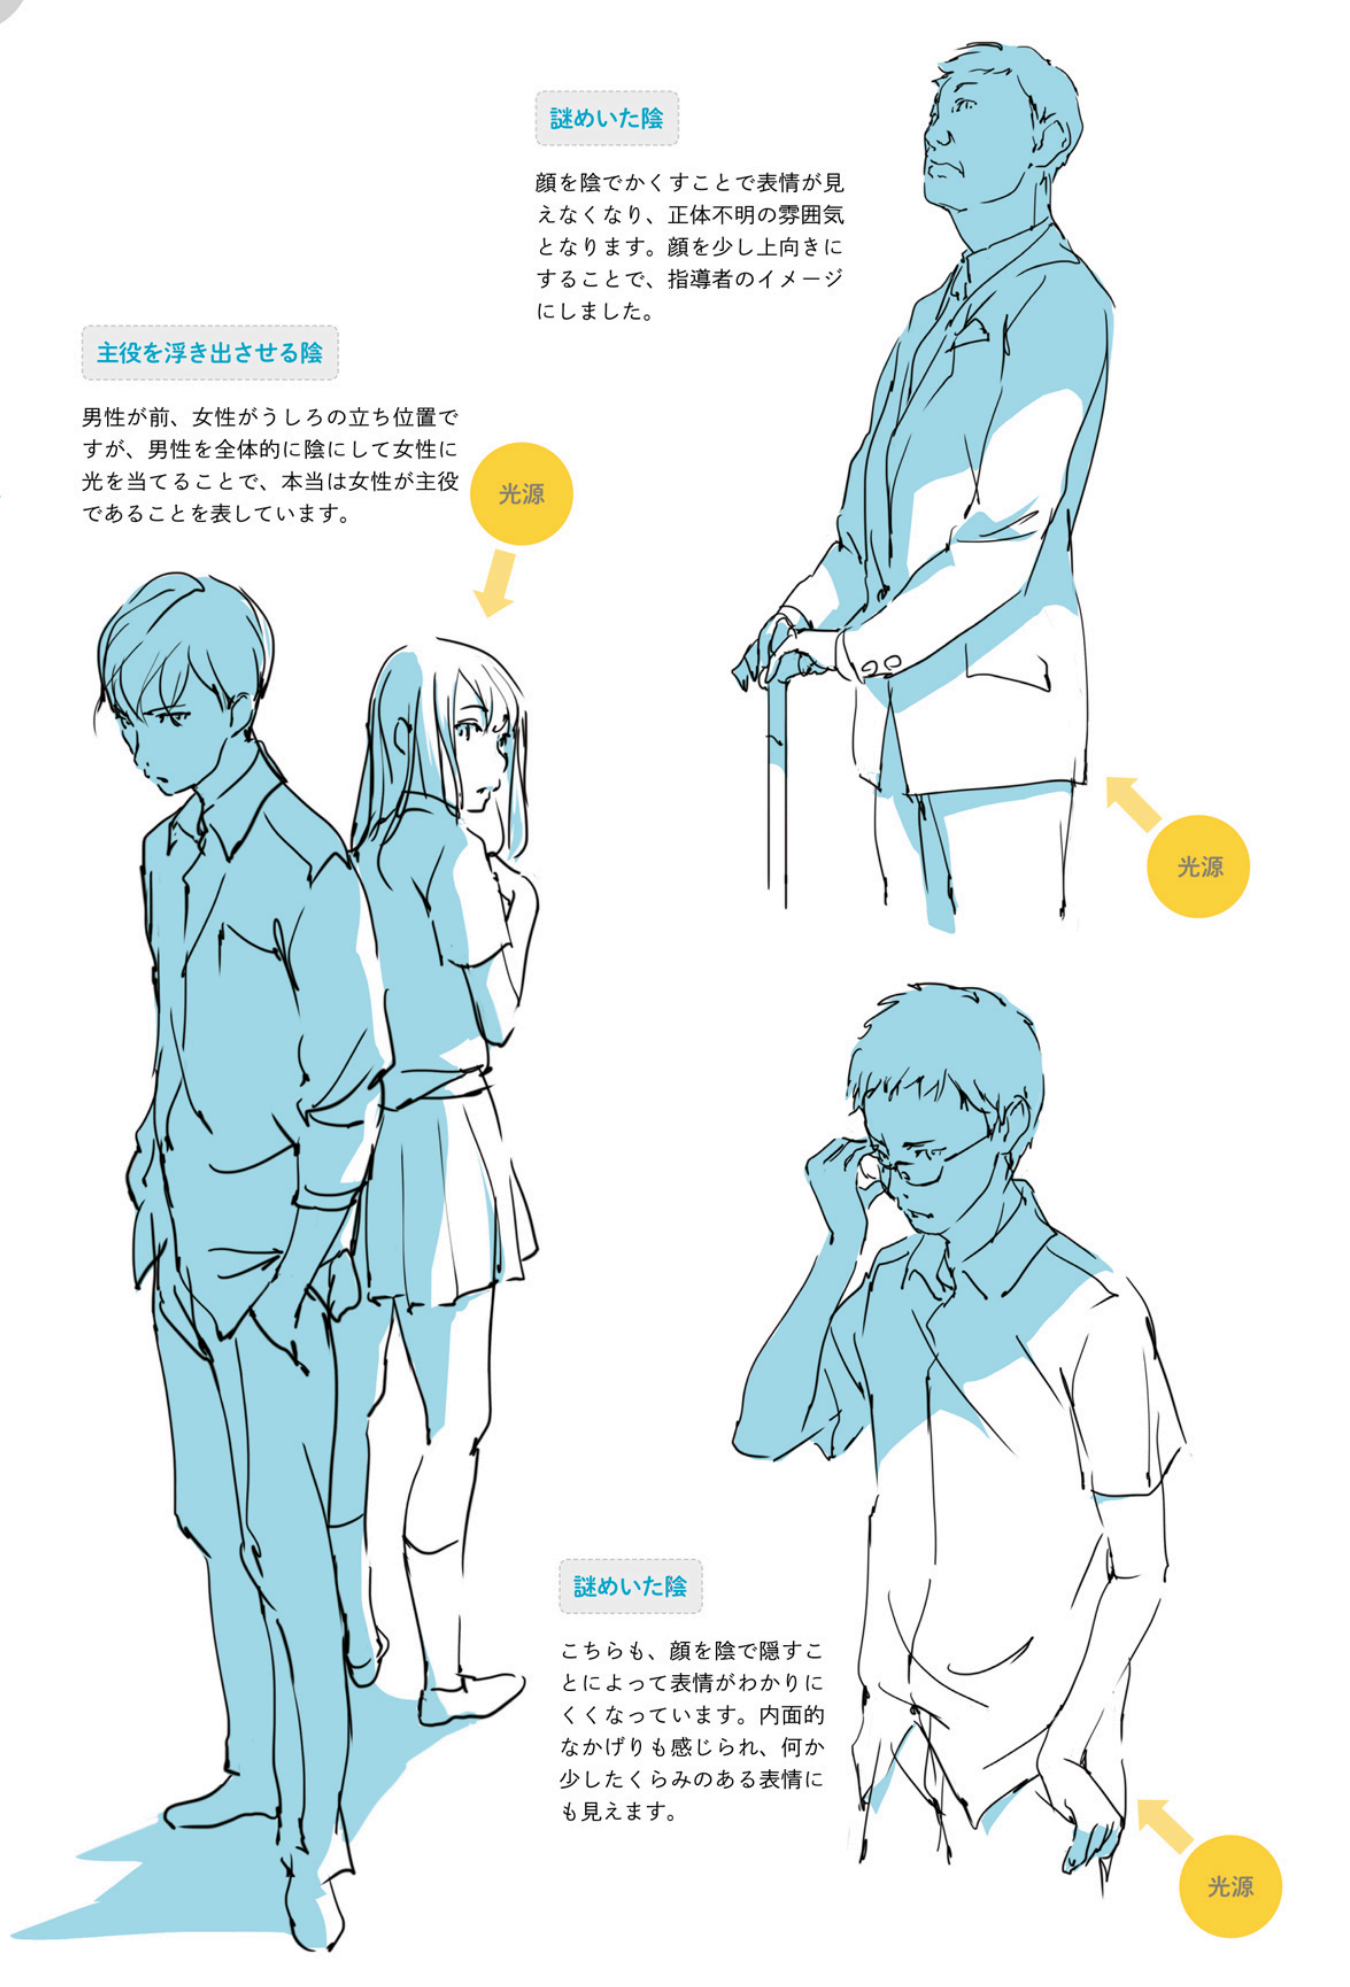 謎めいた陰
顔を陰でかくすことで表情が見
えなくなり、正体不明の雰囲気
となります。顔を少し上向きに
することで、指導者のイメージ
にしました。
主役を浮き出させる陰
男性が前、女性がうしろの立ち位置で
すが、男性を全体的に陰にして女性に
光を当てることで、本当は女性が主役
であることを表しています。
光源
光源
謎めいた陰
こちらも、顔を陰で隠すこ
とによって表情がわかりに
くくなっています。内面的
なかげりも感じられ、何か
少したくらみのある表情に
も見えます。
光源